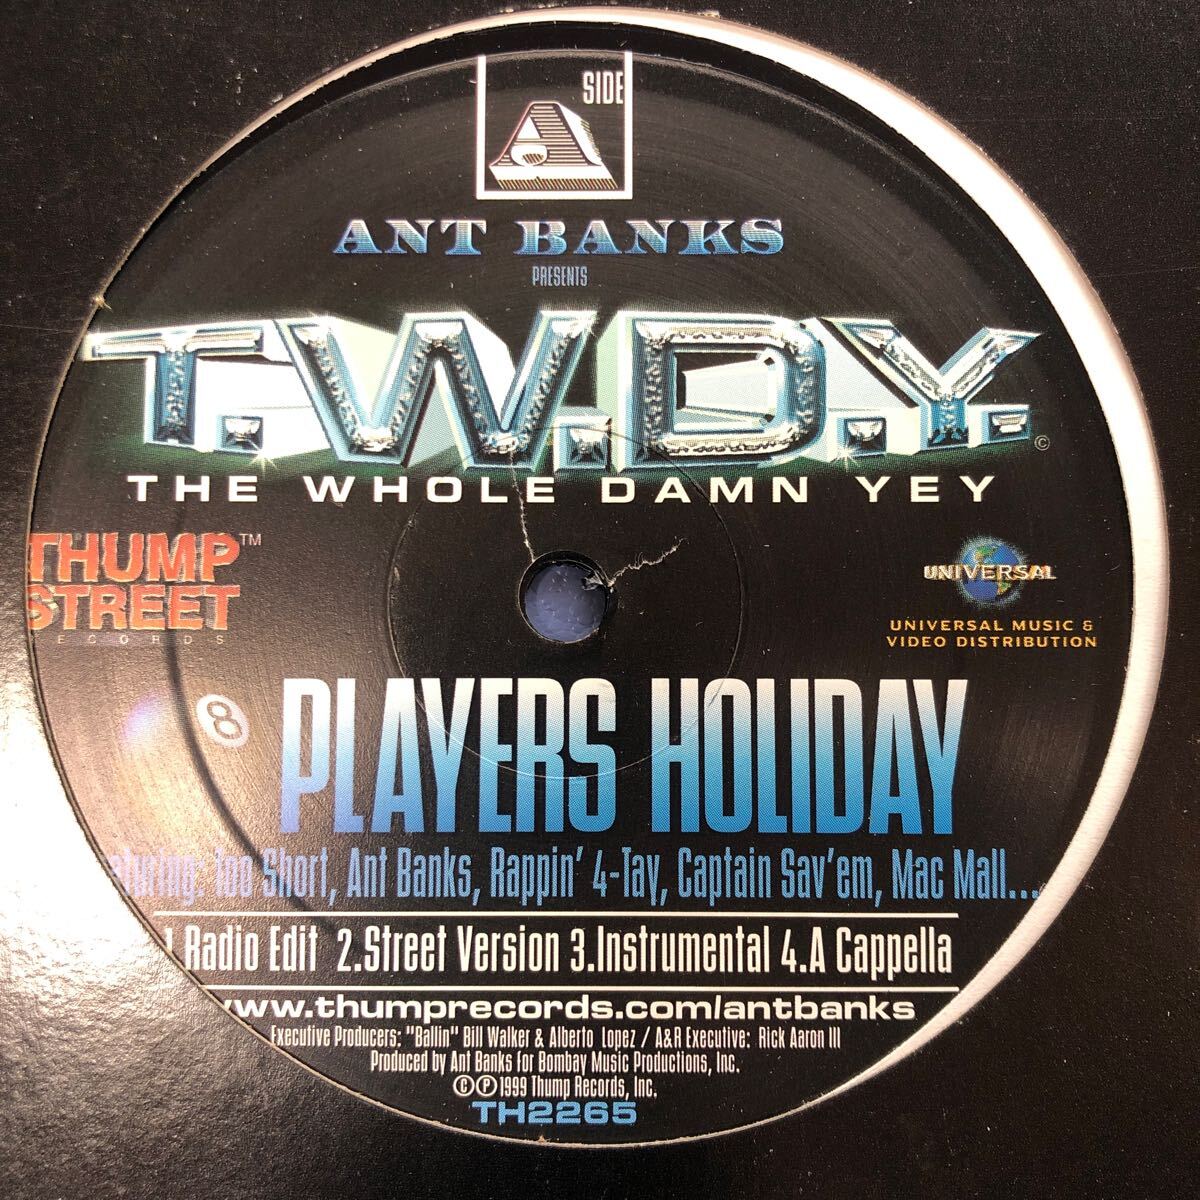 SIDE
A
ANT BANKS
PRESENTS
T.W.D.Y.
©
THE WHOLE DAMN YEY
THUMP™
STREET
ECORDS
UNIVERSAL
UNIVERSAL MUSIC &
VIDEO DISTRIBUTION
8
PLAYERS HOLIDAY
aturing: Too Short, Ant Banks, Rappin' 4-Tay, Captain Sav'em, Mac Mall...
1.Radio Edit 2.Street Version 3.Instrumental 4.A Cappella
www.thumprecords.com/antbanks
Executive Producers: "Ballin" Bill Walker & Alberto Lopez / A&R Executive: Rick Aaron III
Produced by Ant Banks for Bombay Music Productions, Inc.
©℗1999 Thump Records, Inc.
TH2265